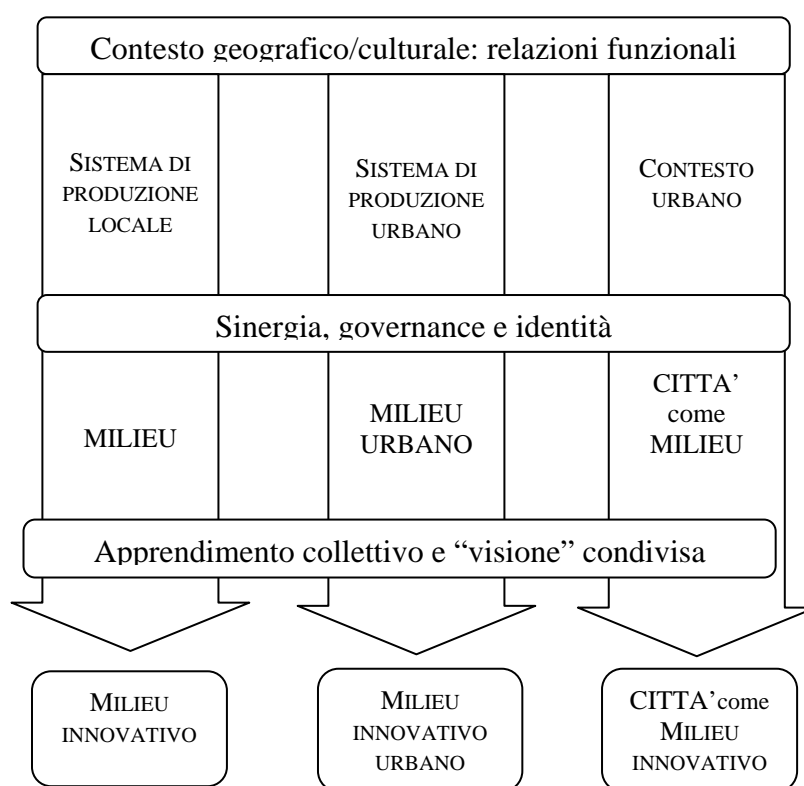 Contesto geografico/culturale: relazioni funzionali
SISTEMA DI
PRODUZIONE
LOCALE
SISTEMA DI
PRODUZIONE
URBANO
CONTESTO
URBANO
Sinergia, governance e identità
MILIEU
MILIEU
URBANO
CITTA'
come
MILIEU
Apprendimento collettivo e “visione” condivisa
MILIEU
INNOVATIVO
MILIEU
INNOVATIVO
URBANO
CITTA'come
MILIEU
INNOVATIVO